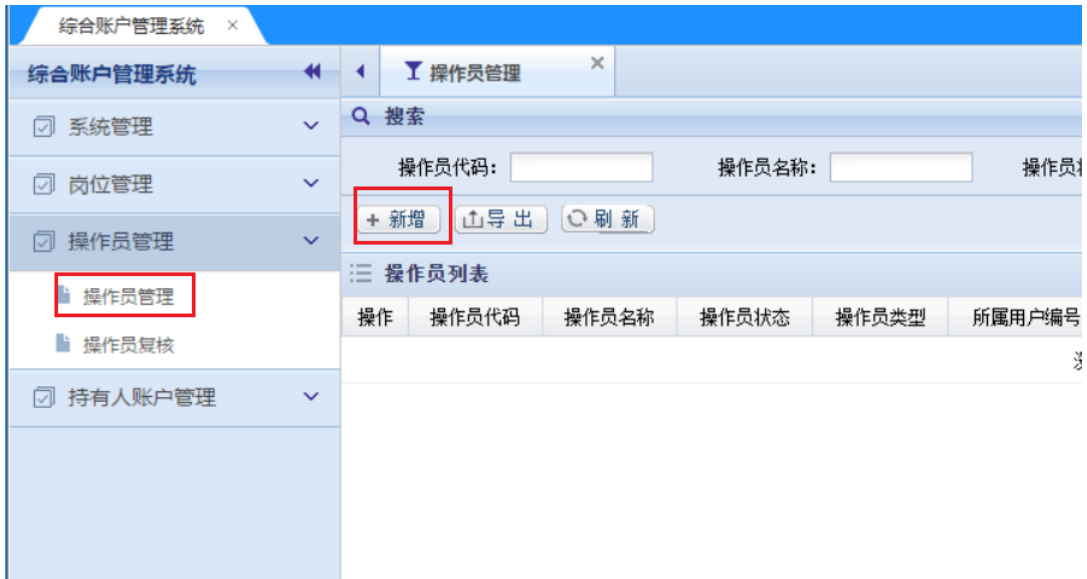 综合账户管理系统 ×
综合账户管理系统
操作员管理 ×
系统管理
岗位管理
操作员管理
操作员管理
操作员复核
持有人账户管理
搜索
操作员代码: 操作员名称: 操作员
+ 新增 导 出 刷 新
操作员列表
操作 操作员代码 操作员名称 操作员状态 操作员类型 所属用户编号